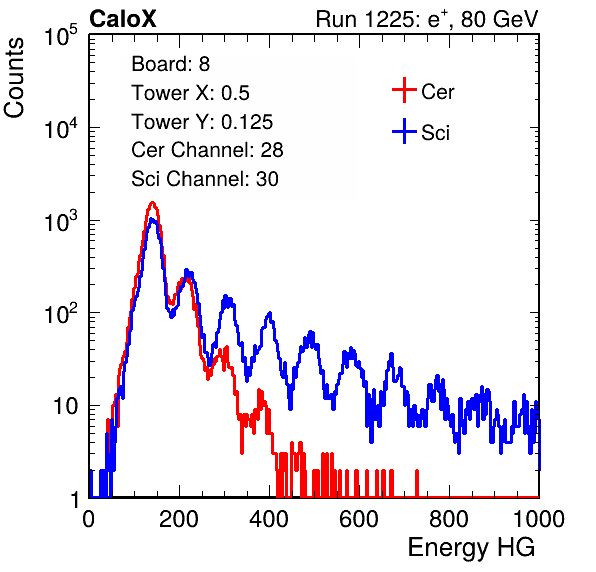 CaloX Run 1225: e⁺, 80 GeV
Board: 8
Tower X: 0.5
Tower Y: 0.125
Cer Channel: 28
Sci Channel: 30
Cer
Sci
Counts
10⁵
10⁴
10³
10²
10
1
0 200 400 600 800 1000
Energy HG